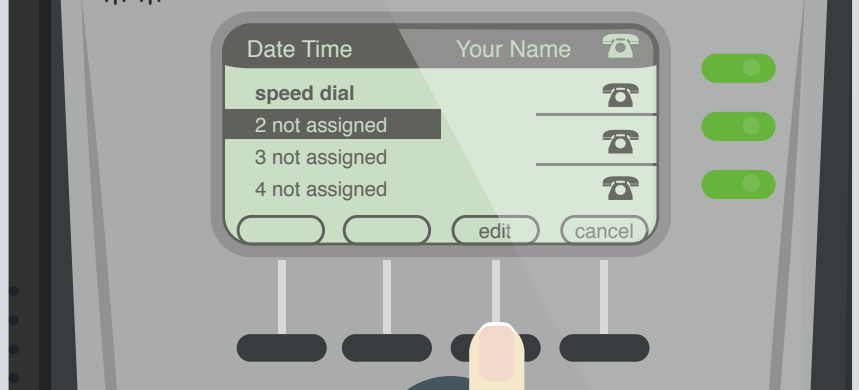 Date Time Your Name
speed dial
2 not assigned
3 not assigned
4 not assigned
edit cancel